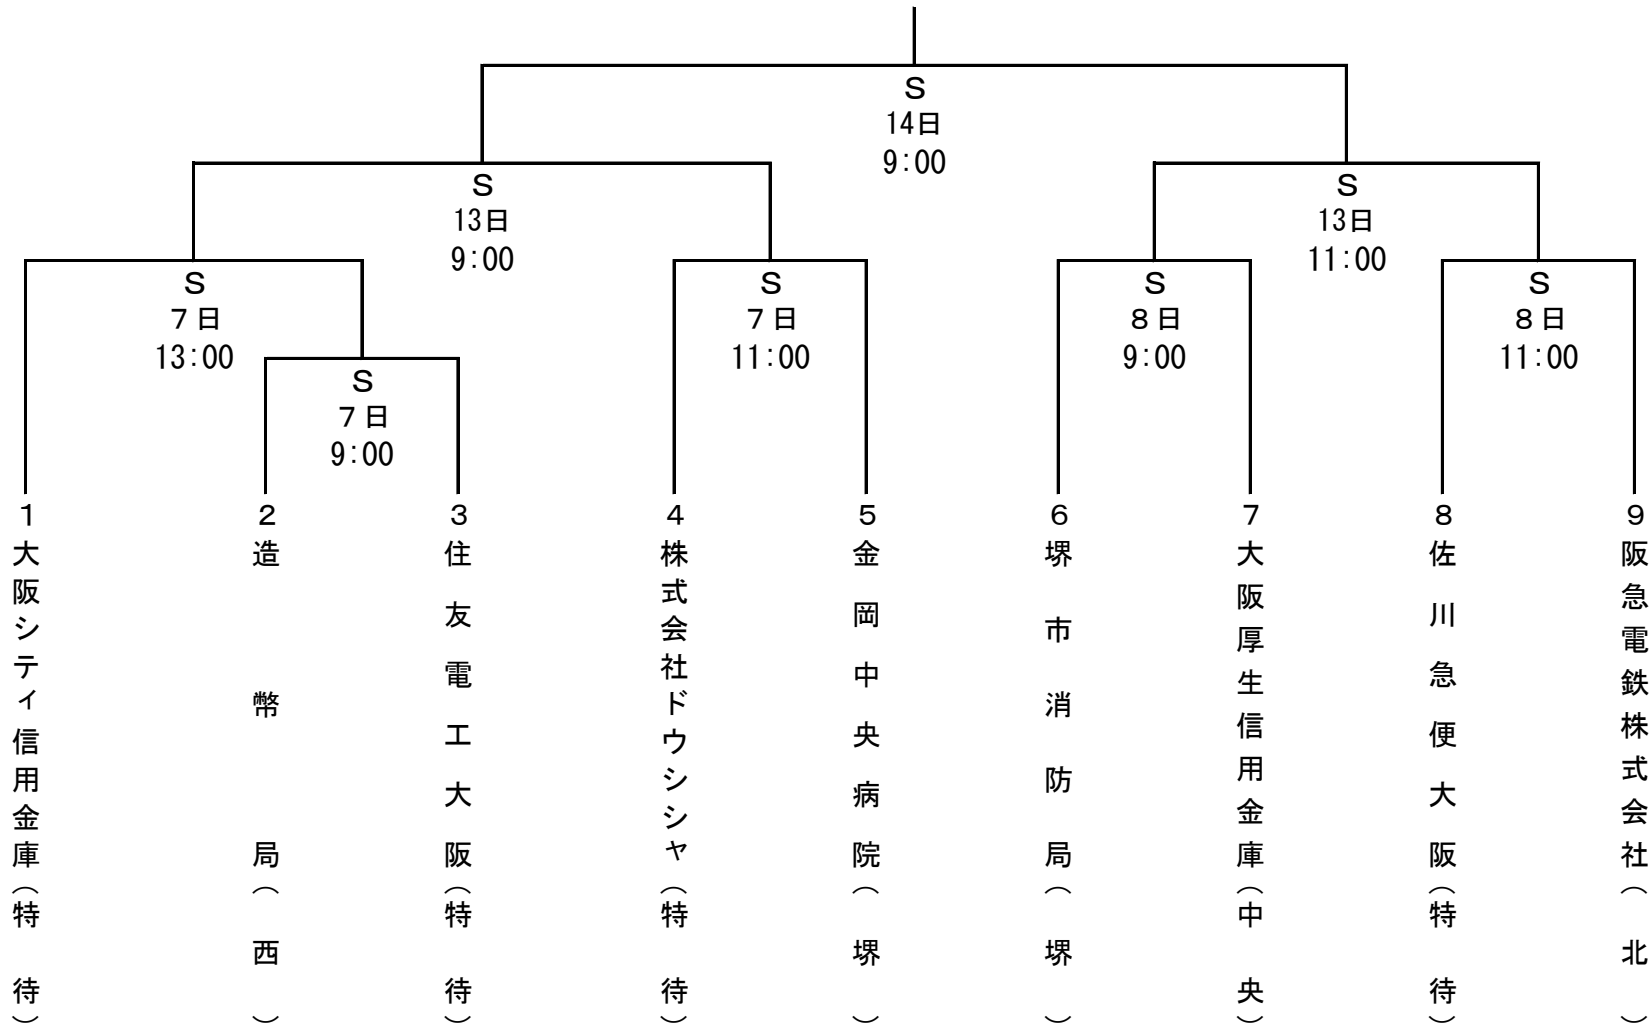 S
14日
9:00
S
13日
9:00
S
13日
11:00
S
7日
13:00
S
7日
11:00
S
8日
9:00
S
8日
11:00
S
7日
9:00
1
大阪シティ信用金庫(特待)
2
造幣局(西)
3
住友電工大阪(特待)
4
株式会社ドウシシャ(特待)
5
金岡中央病院(堺)
6
堺市消防局(堺)
7
大阪厚生信用金庫(中央)
8
佐川急便大阪(特待)
9
阪急電鉄株式会社(北)